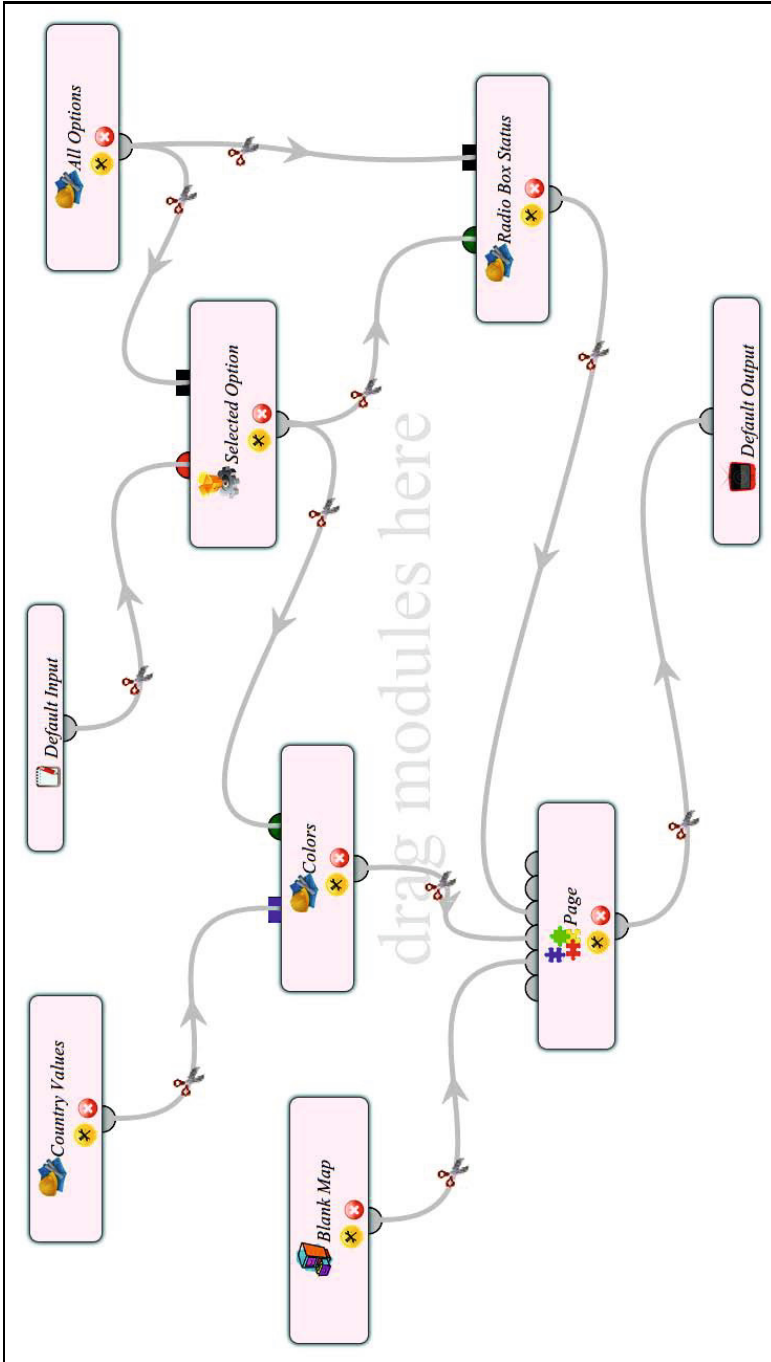 All Options
Radio Box Status
Selected Option
Default Output
drag modules here
Default Input
Colors
Page
Country Values
Blank Map